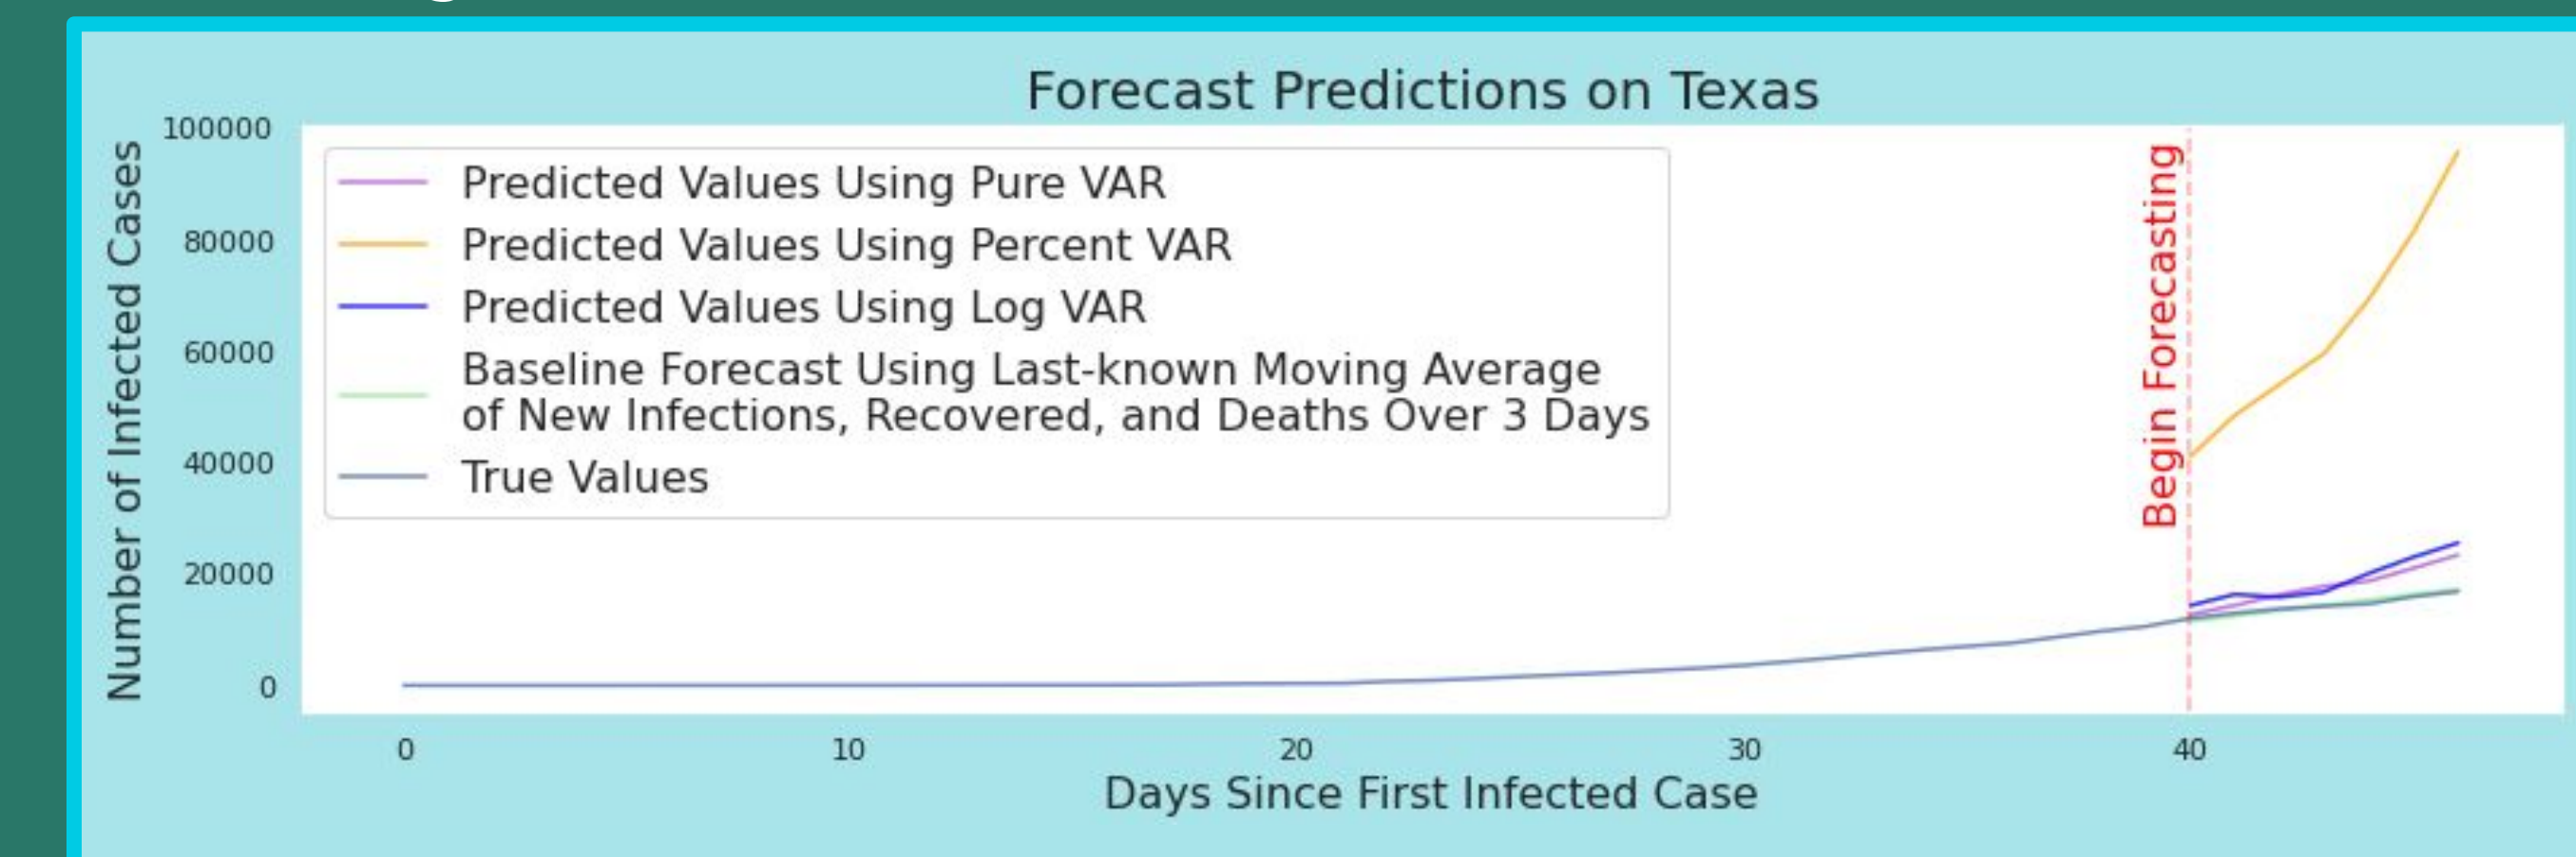 Forecast Predictions on Texas
100000
80000
60000
40000
20000
0
Number of Infected Cases
Predicted Values Using Pure VAR
Predicted Values Using Percent VAR
Predicted Values Using Log VAR
Baseline Forecast Using Last-known Moving Average
of New Infections, Recovered, and Deaths Over 3 Days
True Values
Begin Forecasting
0 10 20 30 40
Days Since First Infected Case